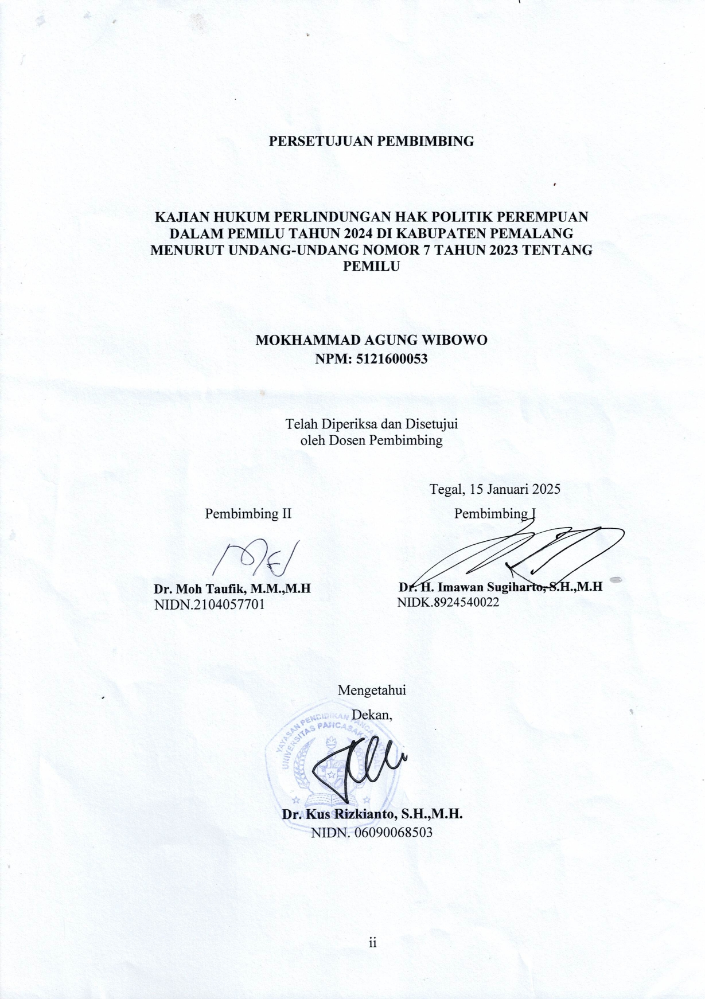 PERSETUJUAN PEMBIMBING
KAJIAN HUKUM PERLINDUNGAN HAK POLITIK PEREMPUAN
DALAM PEMILU TAHUN 2024 DI KABUPATEN PEMALANG
MENURUT UNDANG-UNDANG NOMOR 7 TAHUN 2023 TENTANG
PEMILU
MOKHAMMAD AGUNG WIBOWO
NPM: 5121600053
Telah Diperiksa dan Disetujui
oleh Dosen Pembimbing
Tegal, 15 Januari 2025
Pembimbing II
Pembimbing I
Dr. Moh Taufik, M.M.,M.H
NIDN.2104057701
Dr. H. Imawan Sugiharto, S.H.,M.H
NIDK.8924540022
Mengetahui
Dekan,
YAYASAN PENDIDIKAN
UNIVERSITAS PANCASAKTI
Dr. Kus Rizkianto, S.H.,M.H.
NIDN. 06090068503
ii